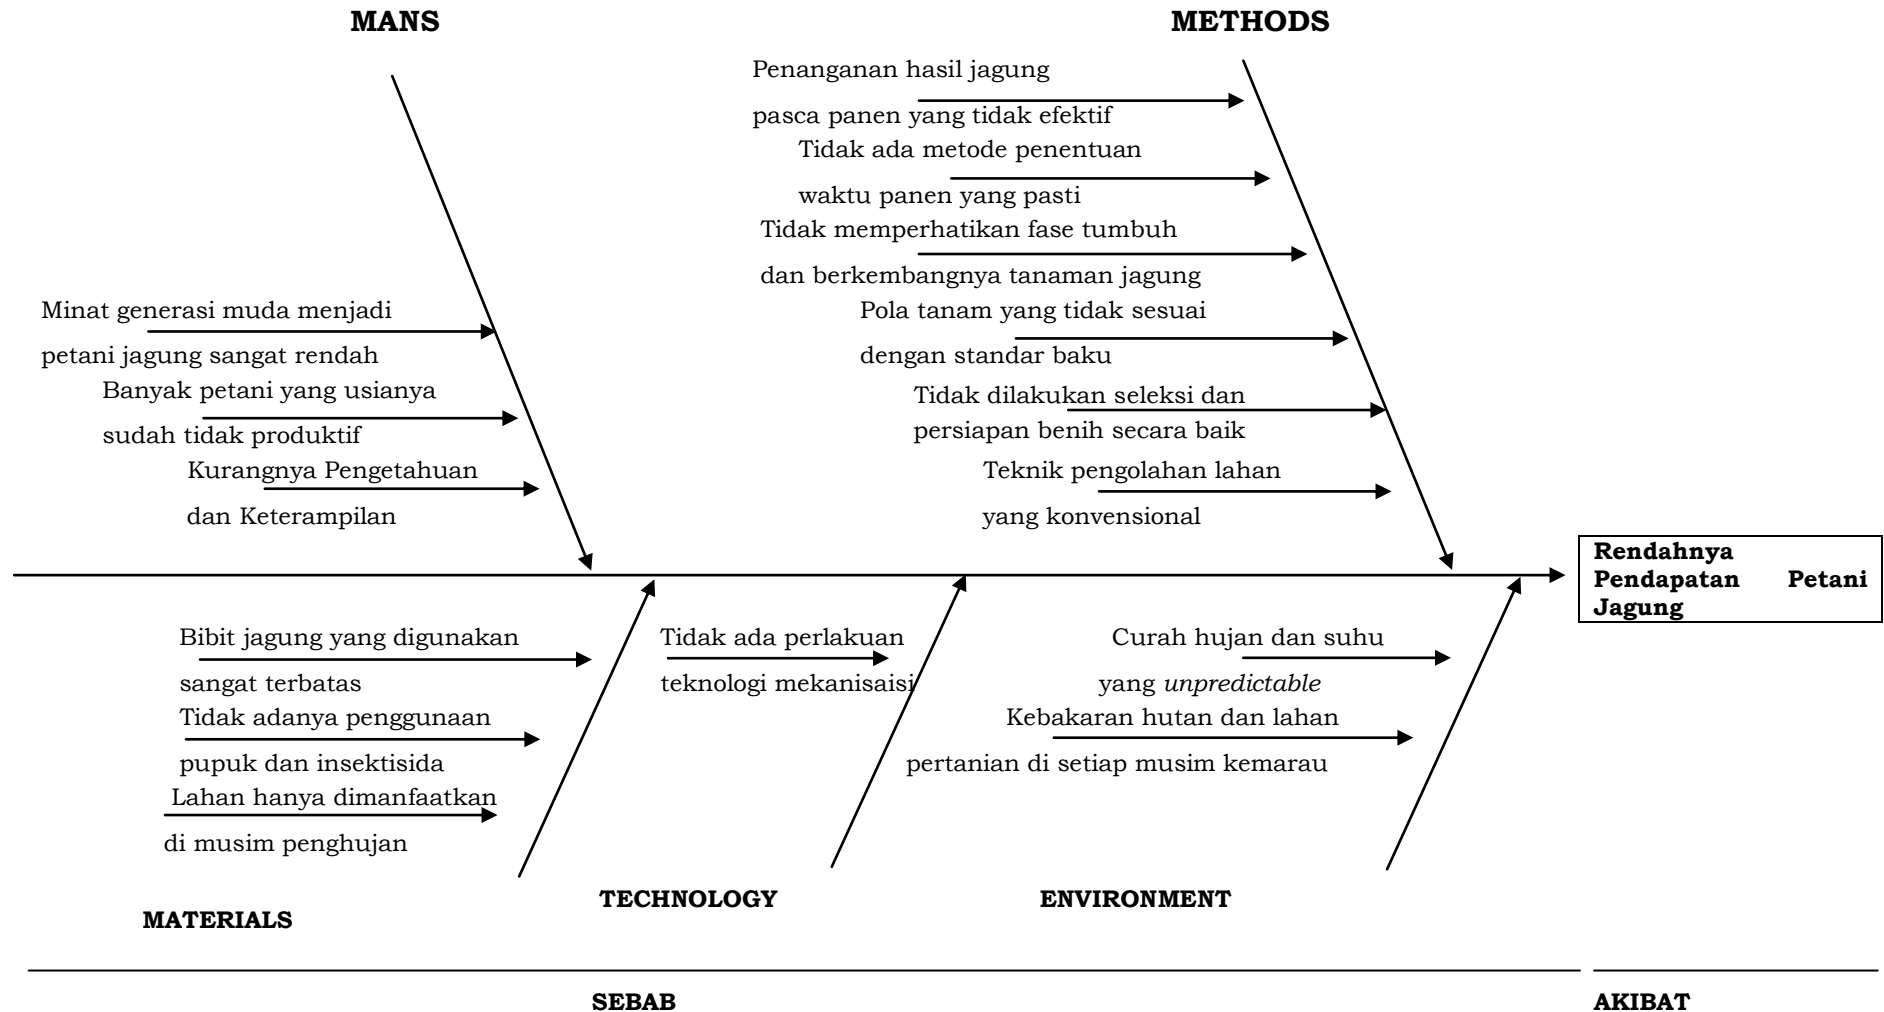 MANS
METHODS
Penanganan hasil jagung
pasca panen yang tidak efektif
Tidak ada metode penentuan
waktu panen yang pasti
Tidak memperhatikan fase tumbuh
dan berkembangnya tanaman jagung
Minat generasi muda menjadi
petani jagung sangat rendah
Pola tanam yang tidak sesuai
dengan standar baku
Banyak petani yang usianya
sudah tidak produktif
Tidak dilakukan seleksi dan
persiapan benih secara baik
Kurangnya Pengetahuan
dan Keterampilan
Teknik pengolahan lahan
yang konvensional
Rendahnya
Pendapatan Petani
Jagung
Bibit jagung yang digunakan
sangat terbatas
Tidak adanya penggunaan
pupuk dan insektisida
Lahan hanya dimanfaatkan
di musim penghujan
Tidak ada perlakuan
teknologi mekanisaisi
Curah hujan dan suhu
yang unpredictable
Kebakaran hutan dan lahan
pertanian di setiap musim kemarau
MATERIALS
TECHNOLOGY
ENVIRONMENT
SEBAB
AKIBAT